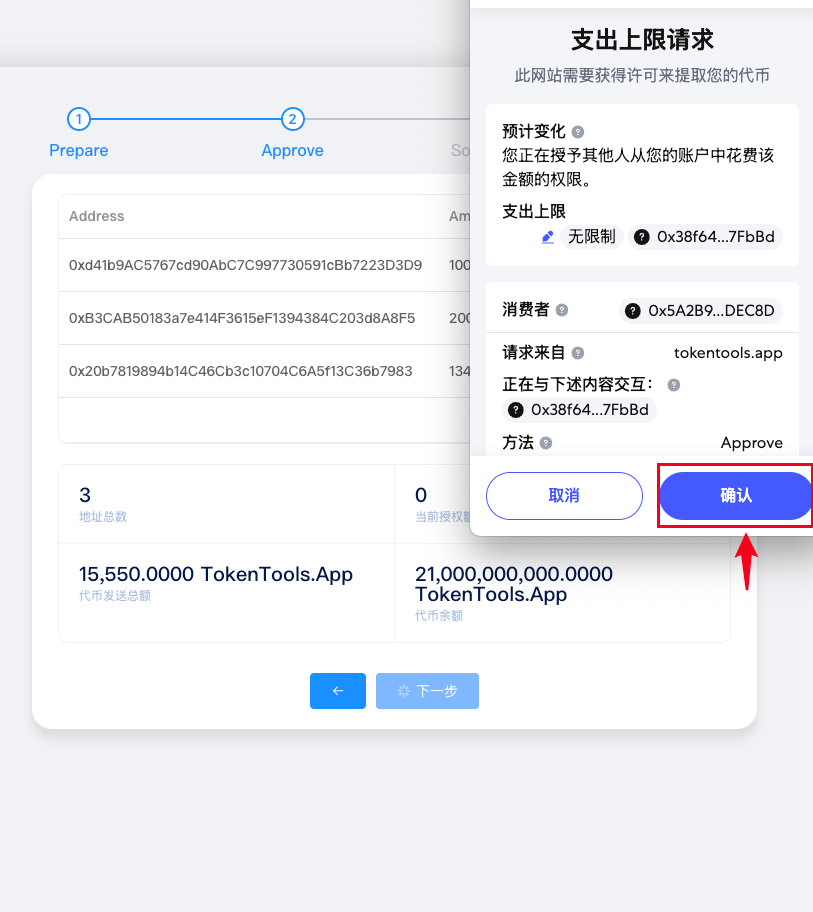 支出上限请求
此网站需要获得许可来提取您的代币
预计变化 ?
您正在授予其他人从您的账户中花费该
金额的权限。
支出上限
无限制 ? 0x38f64...7FbBd
消费者 ? ? 0x5A2B9...DEC8D
请求来自 ? tokentools.app
正在与下述内容交互： ?
? 0x38f64...7FbBd
方法 ? Approve
取消 确认
1 2
Prepare Approve So
Address Am
0xd41b9AC5767cd90AbC7C997730591cBb7223D3D9 100
0xB3CAB50183a7e414F3615eF1394384C203d8A8F5 200
0x20b7819894b14C46Cb3c10704C6A5f13C36b7983 134
3
地址总数
0
当前授权额
15,550.0000 TokenTools.App
代币发送总额
21,000,000,000.0000
TokenTools.App
代币余额
← 下一步